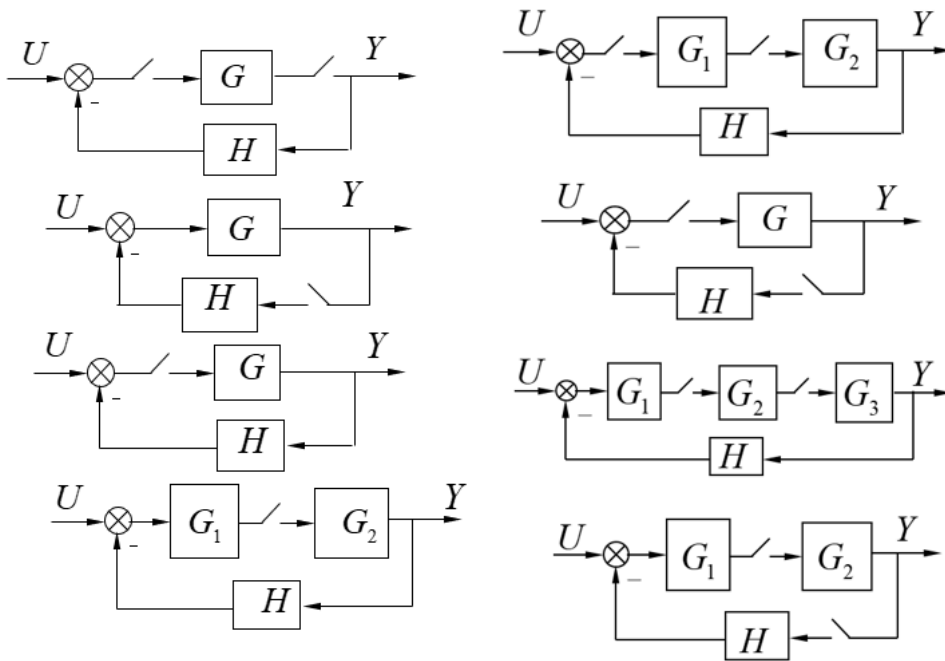 U G Y
- H
U G Y
- H
U G Y
- H
U G₁ G₂ Y
- H
U G₁ G₂ Y
− H
U G Y
− H
U G₁ G₂ G₃ Y
− H
U G₁ G₂ Y
− H